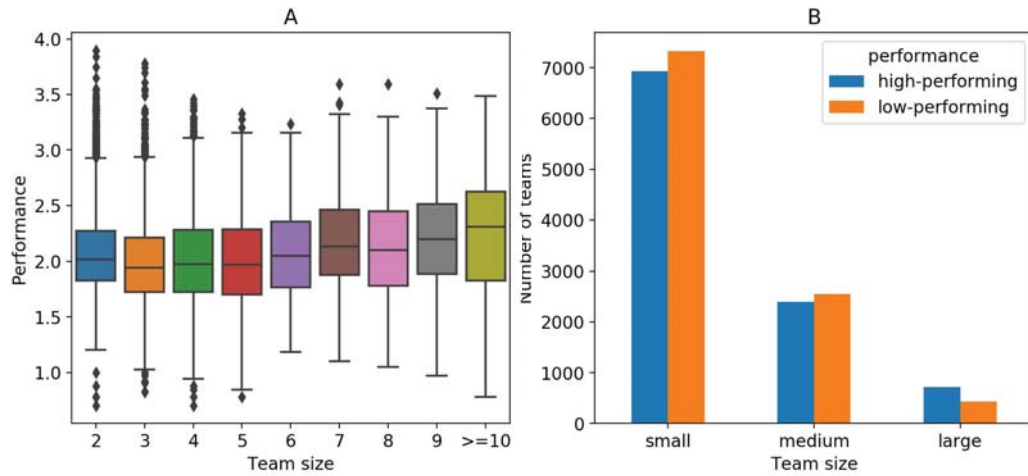 A
4.0
3.5
3.0
2.5
2.0
1.5
1.0
Performance
2 3 4 5 6 7 8 9 >=10
Team size
B
performance
high-performing
low-performing
7000
6000
5000
4000
3000
2000
1000
0
Number of teams
small medium large
Team size